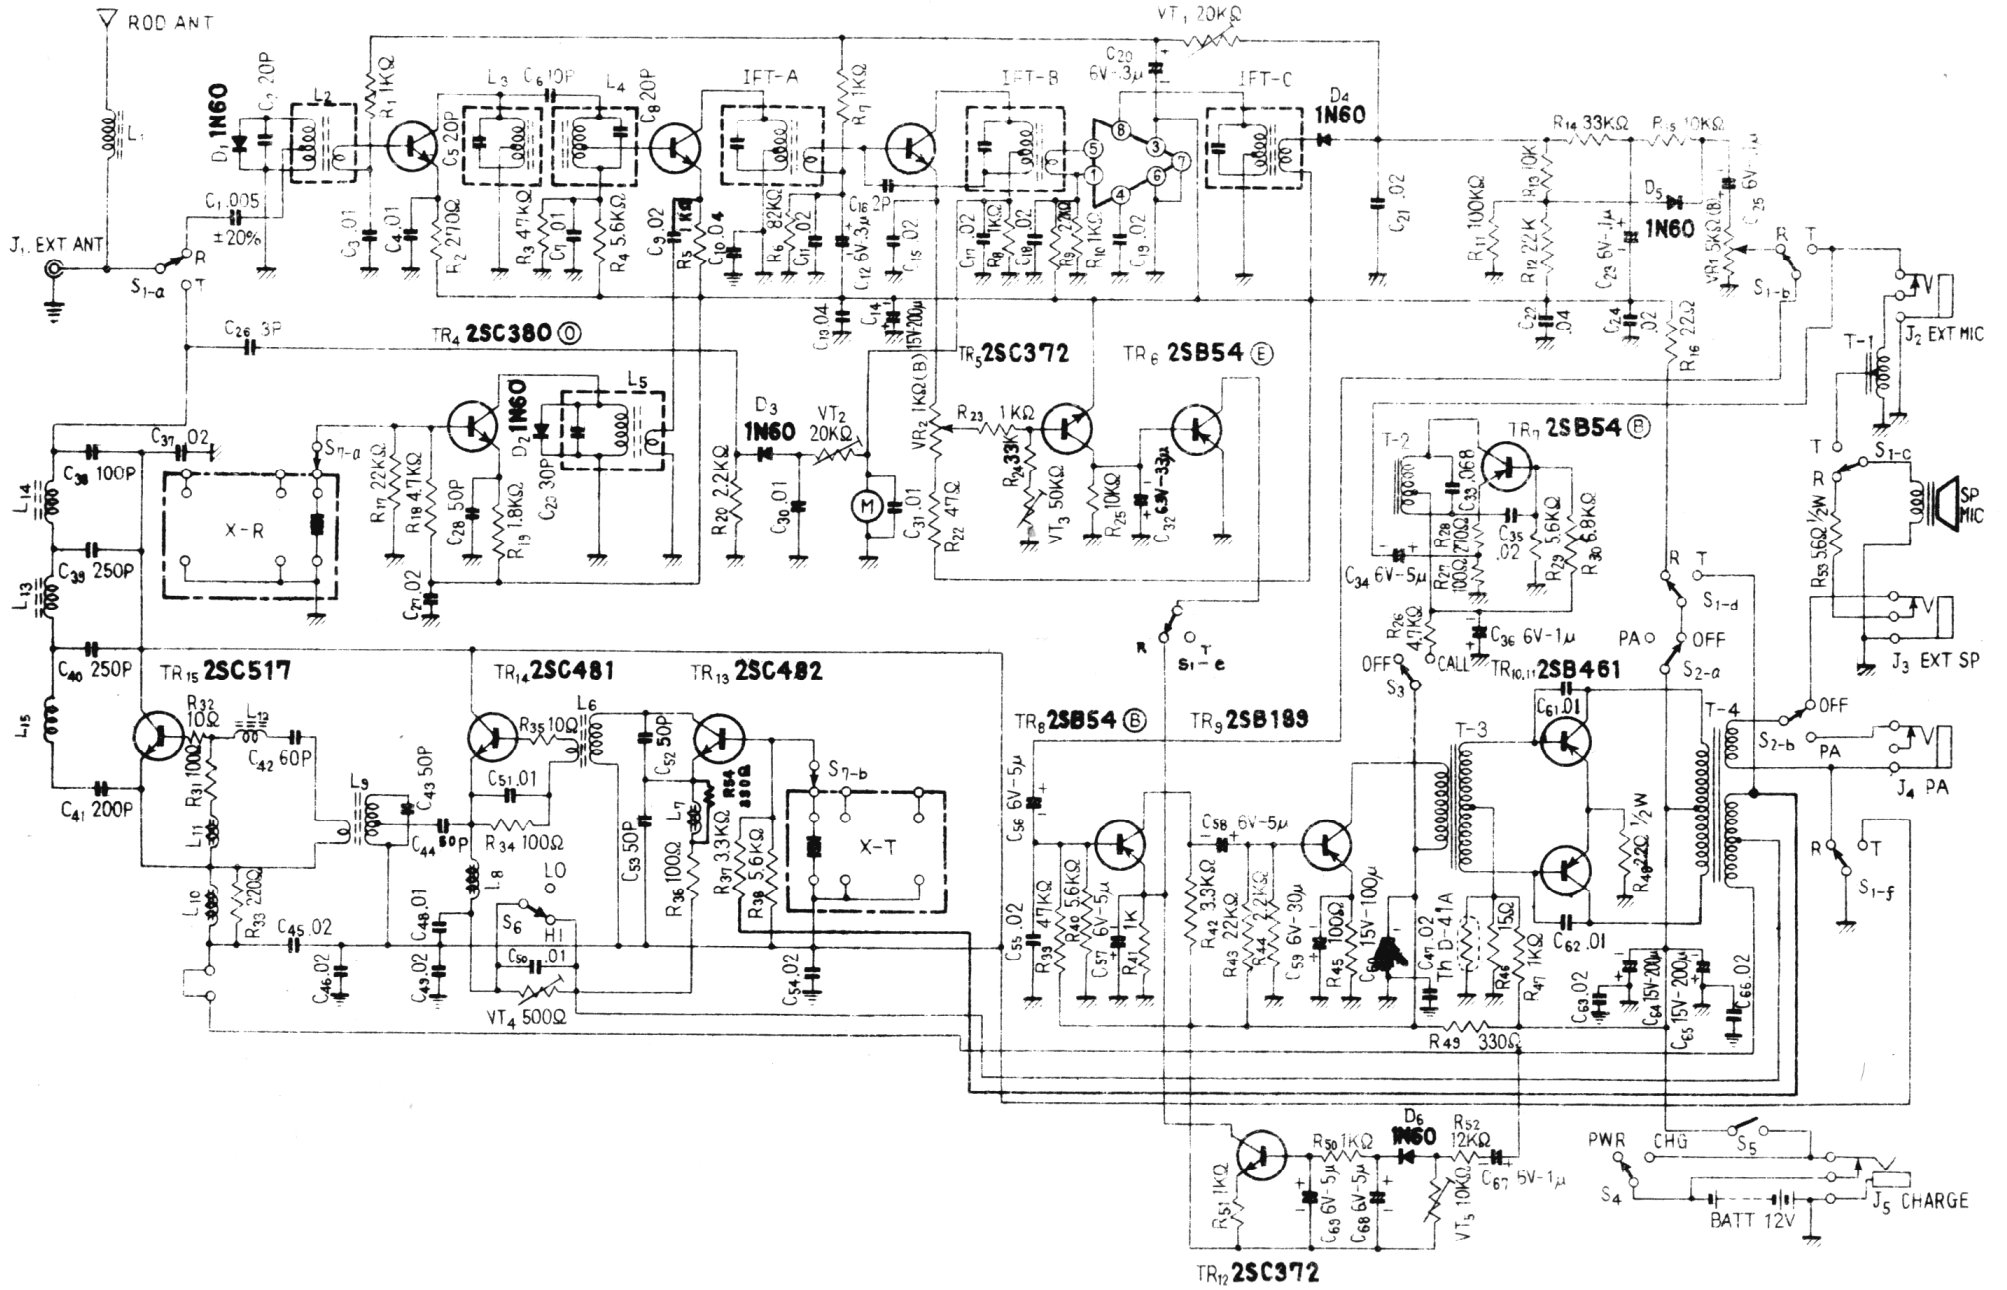 ROD ANT
L1
J1. EXT ANT
S1-a
R
T
C1 .005
±20%
D1 1N60
C2 20P
L2
R1 1KΩ
C3 .01
C4 .01
R2 270Ω
C5 20P
L3
C6 10P
L4
C8 20P
R3 47KΩ
C7 .01
R4 5.6KΩ
C9 .02
R5 1KΩ
C10 .04
IFT-A
R6 82KΩ
C11 .02
C12 6V-3μ
R7 1KΩ
C13 .04
C14 15V-200μ
C15 .02
C16 2P
IFT-B
C17 .02
R8 1KΩ
C18 .02
R9
R10 1KΩ
C19 .02
C20
6V-3μ
VT1 20KΩ
8
5
3
7
1
6
4
IFT-C
D4
1N60
C21 .02
R14 33KΩ
R15 10KΩ
R13 10K
R11 100KΩ
R12 22K
C23 6V-1μ
D5
1N60
C22
.04
C24
.02
VR1 5KΩ(B)
R T
S1-b
R16 22Ω
J2 EXT MIC
T-1
C26 3P
TR4 2SC380 (O)
D2 1N60
L5
C37 .02
C38 100P
L14
C39 250P
L13
C40 250P
L15
C41 200P
S7-a
X-R
R17 22KΩ
R18 4.7KΩ
C28 50P
R19 1.8KΩ
C27 .02
D3
1N60
VT2
20KΩ
R20 2.2KΩ
C30 .01
M
C31 .01
VR2 1KΩ(B)
R22 47Ω
TR5 2SC372
R23 1KΩ
R24 33K
VT3 50KΩ
R25 10KΩ
C32 6.3V-33μ
TR6 2SB54 (E)
R T
S1-e
T-2
TR7 2SB54 (B)
C33 .068
R28 270Ω
C35
.02
R29 5.6KΩ
R30 6.8KΩ
C34 6V-5μ
R27 100Ω
R26 4.7KΩ
C36 6V-1μ
OFF
CALL
S3
R T
S1-d
PA
OFF
S2-a
T
R
S1-c
SP
MIC
R53 5.6Ω ½W
J3 EXT SP
OFF
S2-b
PA
J4 PA
R
T
S1-f
TR15 2SC517
R32
10Ω
L12
C42 60P
R31 100Ω
L11
L10
R33 220Ω
C45 .02
C46 .02
L9
C43 50P
C44 50P
TR14 2SC481
R35 10Ω
L6
C51 .01
R34 100Ω
L8
C48 .01
C49 .02
S6
LO
HI
C50 .01
VT4 500Ω
TR13 2SC482
C52 50P
C53 50P
L7
R36 100Ω
R37 3.3KΩ
R38 5.6KΩ
S7-b
X-T
C54 .02
TR8 2SB54 (B)
C56 6V-5μ
C55 .02
R39 47KΩ
R40 5.6KΩ
C57 6V-5μ
R41 1K
TR9 2SB189
C58 6V-5μ
R42 3.3KΩ
R43 22KΩ
R44 2.2KΩ
C59 6V-30μ
R45 100Ω
C60 15V-100μ
C47 .02
Th D-41A
T-3
R46 15Ω
R47 1KΩ
R49 330Ω
TR10,11 2SB461
C61 .01
C62 .01
R48 22Ω ½W
T-4
C63 .02
C64 15V-200μ
C65 15V-200μ
C66 .02
D6
1N60
R50 1KΩ
R52
12KΩ
R51 1KΩ
C69 6V-5μ
C68 6V-5μ
VT5 10KΩ
TR12 2SC372
PWR
CHG
S4
S5
BATT 12V
J5 CHARGE